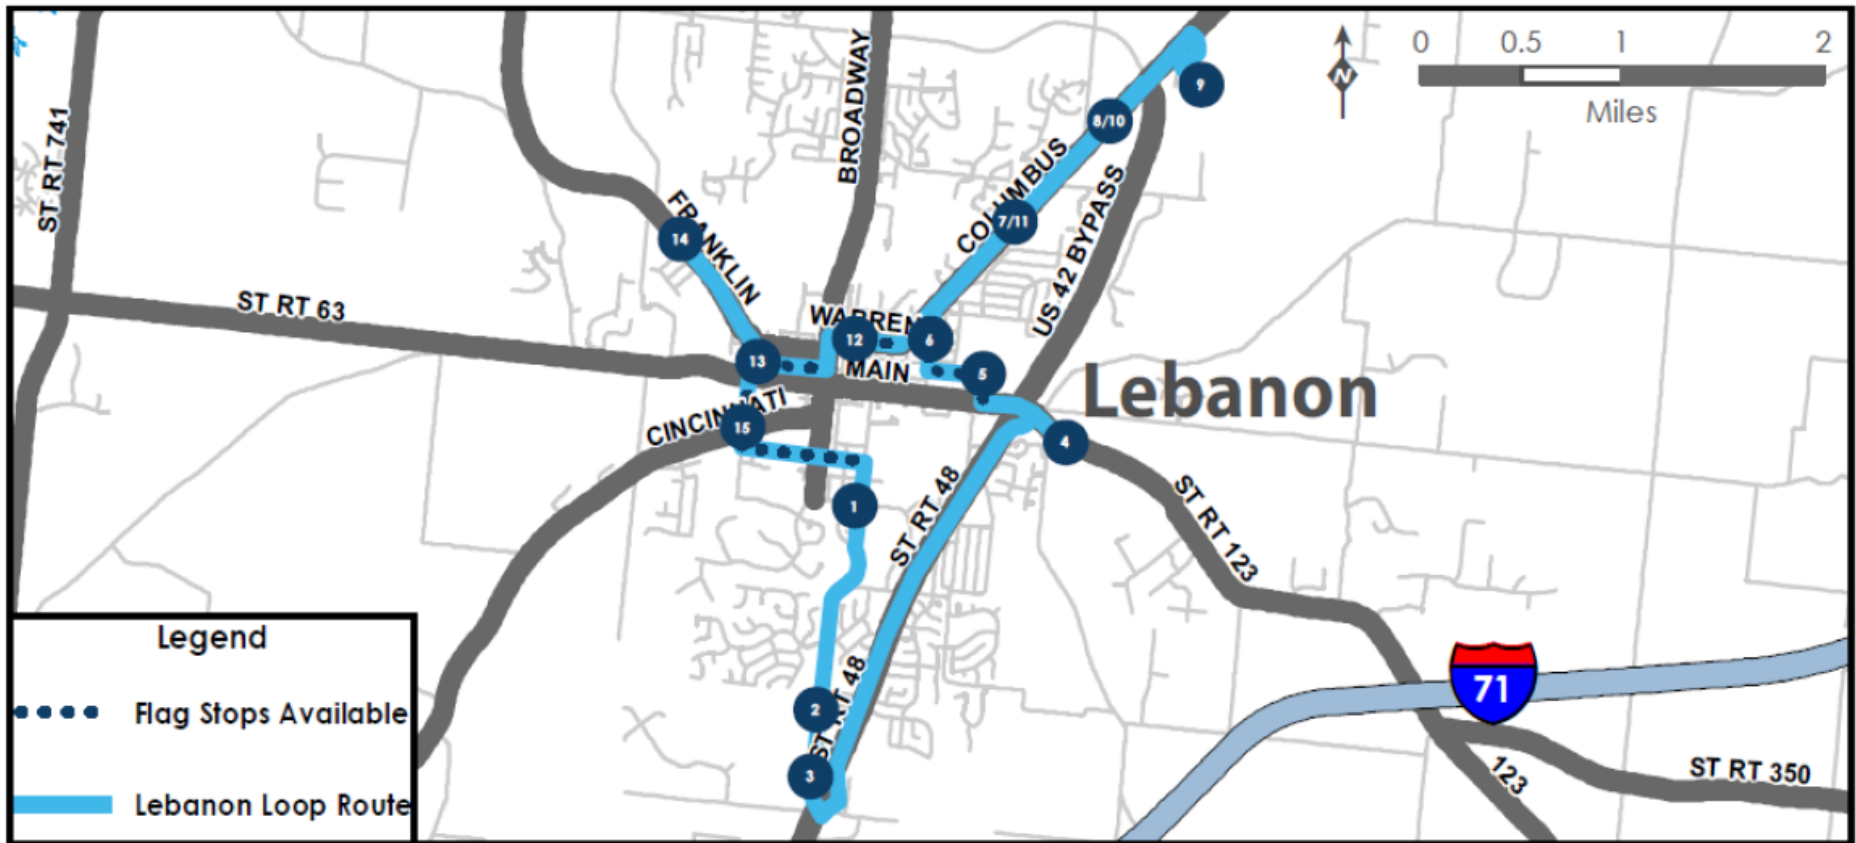 0 0.5 1 2
Miles
N
ST RT 741
BROADWAY
9
8/10
COLUMBUS
7/11
US 42 BYPASS
FRANKLIN
14
ST RT 63
WARREN
12
6
13
MAIN
5
Lebanon
CINCINNATI
15
4
1
ST RT 48
ST RT 123
2
ST RT 48
3
71
123
ST RT 350
Legend
Flag Stops Available
Lebanon Loop Route